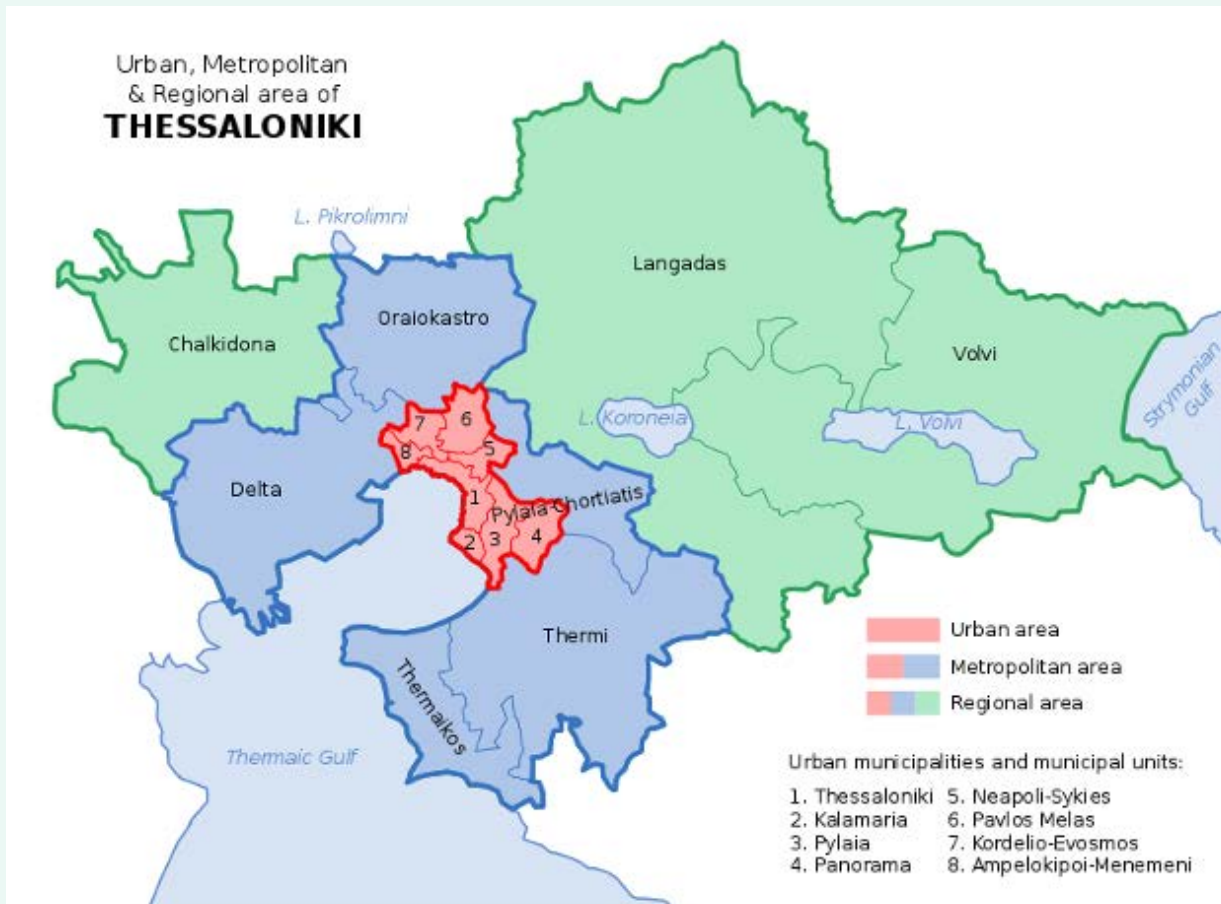 Urban, Metropolitan
& Regional area of
THESSALONIKI
L. Pikrolimni
Langadas
Oraiokastro
Chalkidona
Volvi
Strymonian
Gulf
L. Koroneia
L. Volvi
7
6
5
8
Delta
1
Pylaia-Chortiatis
2
3
4
Thermi
Thermaikos
Thermaic Gulf
Urban area
Metropolitan area
Regional area
Urban municipalities and municipal units:
1. Thessaloniki 5. Neapoli-Sykies
2. Kalamaria 6. Pavlos Melas
3. Pylaia 7. Kordelio-Evosmos
4. Panorama 8. Ampelokipoi-Menemeni